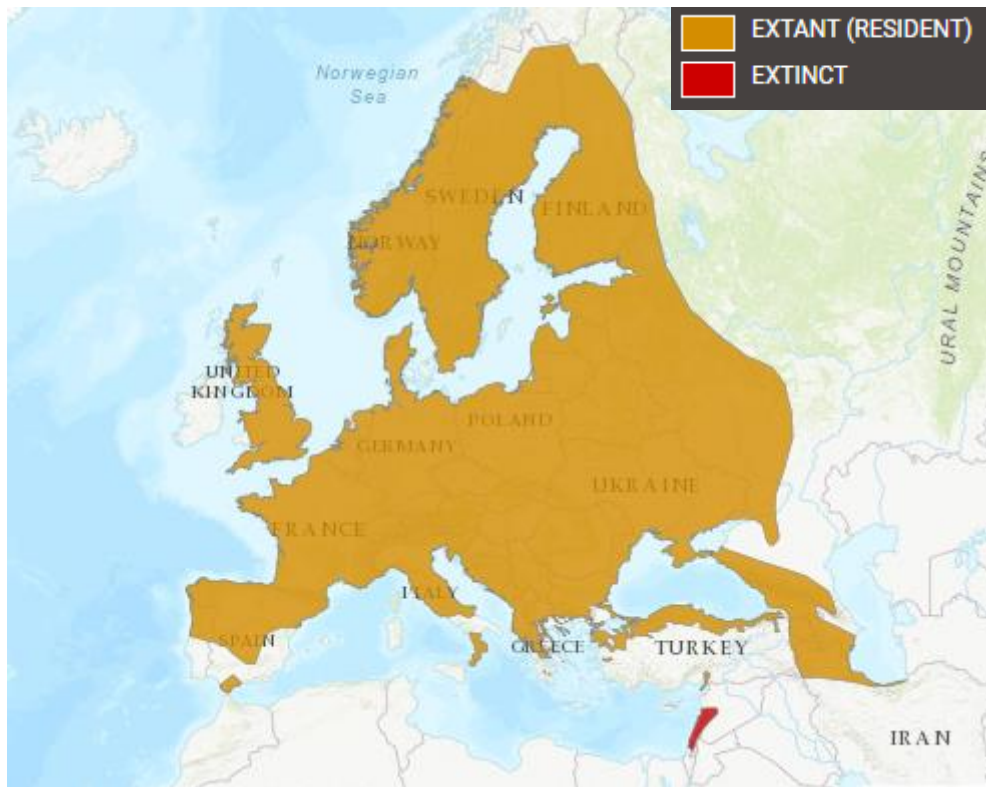 EXTANT (RESIDENT)
EXTINCT
Norwegian
Sea
SWEDEN
FINLAND
NORWAY
URAL MOUNTAINS
UNITED
KINGDOM
POLAND
GERMANY
UKRAINE
FRANCE
ITALY
SPAIN
GREECE
TURKEY
IRAN